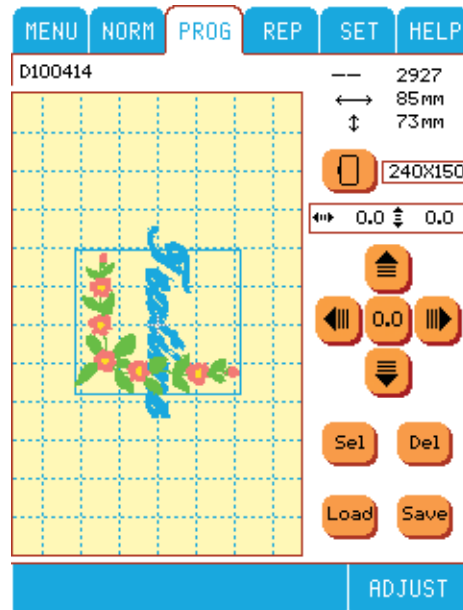 MENU NORM PROG REP SET HELP
D100414
2927
85MM
73MM
240X150
0.0 0.0
0.0
Sel Del
Load Save
ADJUST